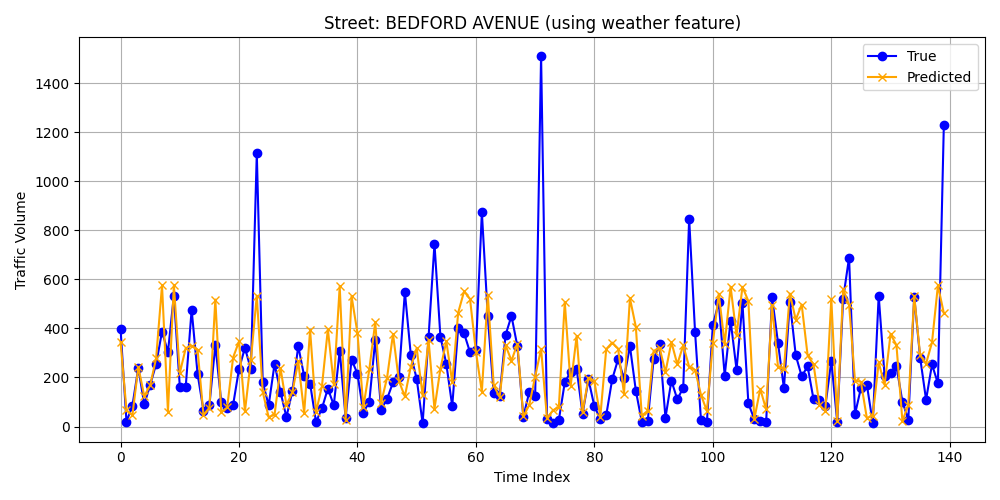 Street: BEDFORD AVENUE (using weather feature)
True
Predicted
1400
1200
1000
800
600
400
200
0
Traffic Volume
0 20 40 60 80 100 120 140
Time Index